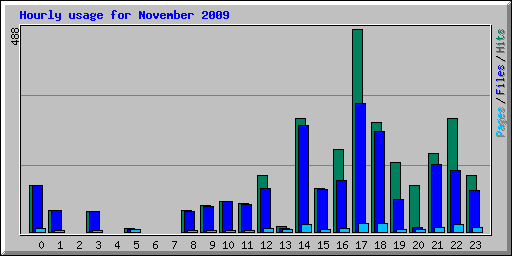 Hourly usage for November 2009
488
Pages / Files / Hits
0 1 2 3 4 5 6 7 8 9 10 11 12 13 14 15 16 17 18 19 20 21 22 23